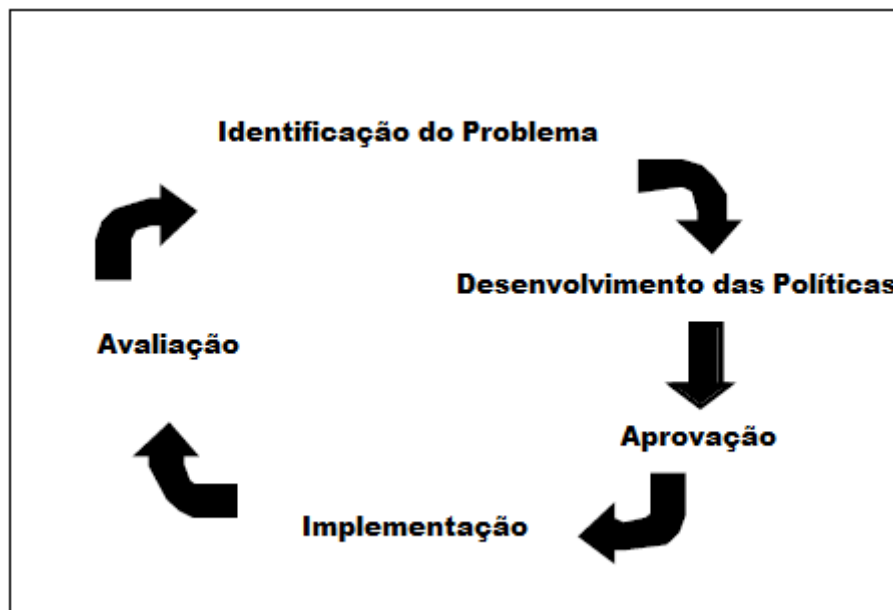 Identificação do Problema
Desenvolvimento das Políticas
Aprovação
Implementação
Avaliação